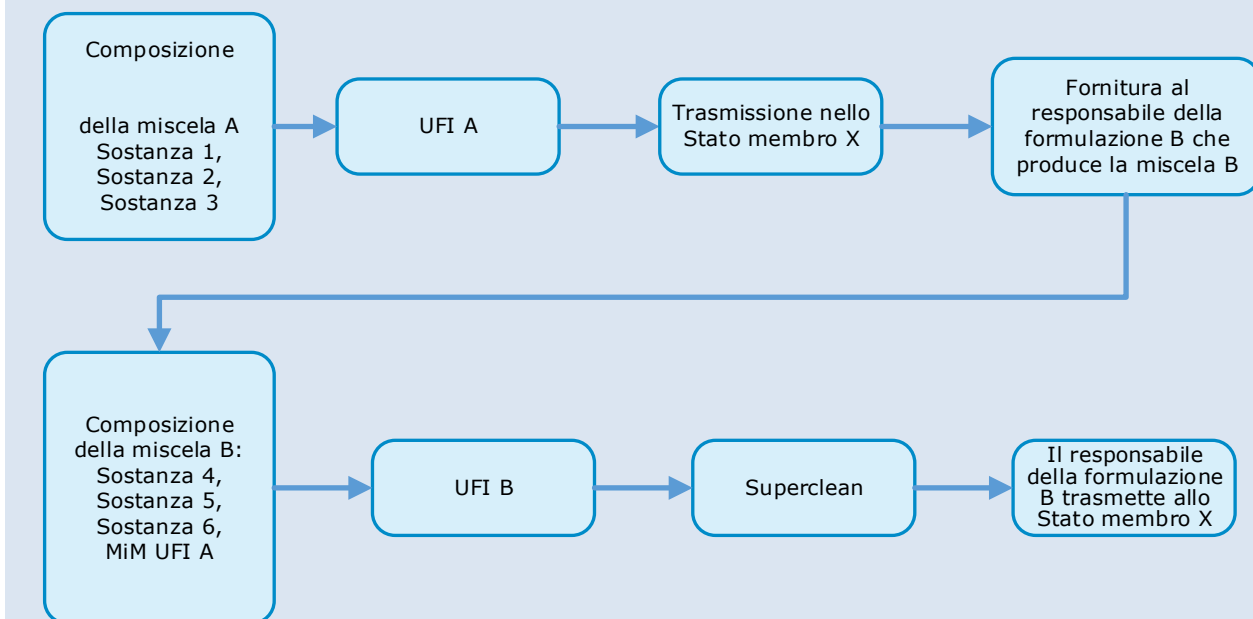 Composizione
della miscela A
Sostanza 1,
Sostanza 2,
Sostanza 3
UFI A
Trasmissione nello
Stato membro X
Fornitura al
responsabile della
formulazione B che
produce la miscela B
Composizione
della miscela B:
Sostanza 4,
Sostanza 5,
Sostanza 6,
MiM UFI A
UFI B
Superclean
Il responsabile
della formulazione
B trasmette allo
Stato membro X